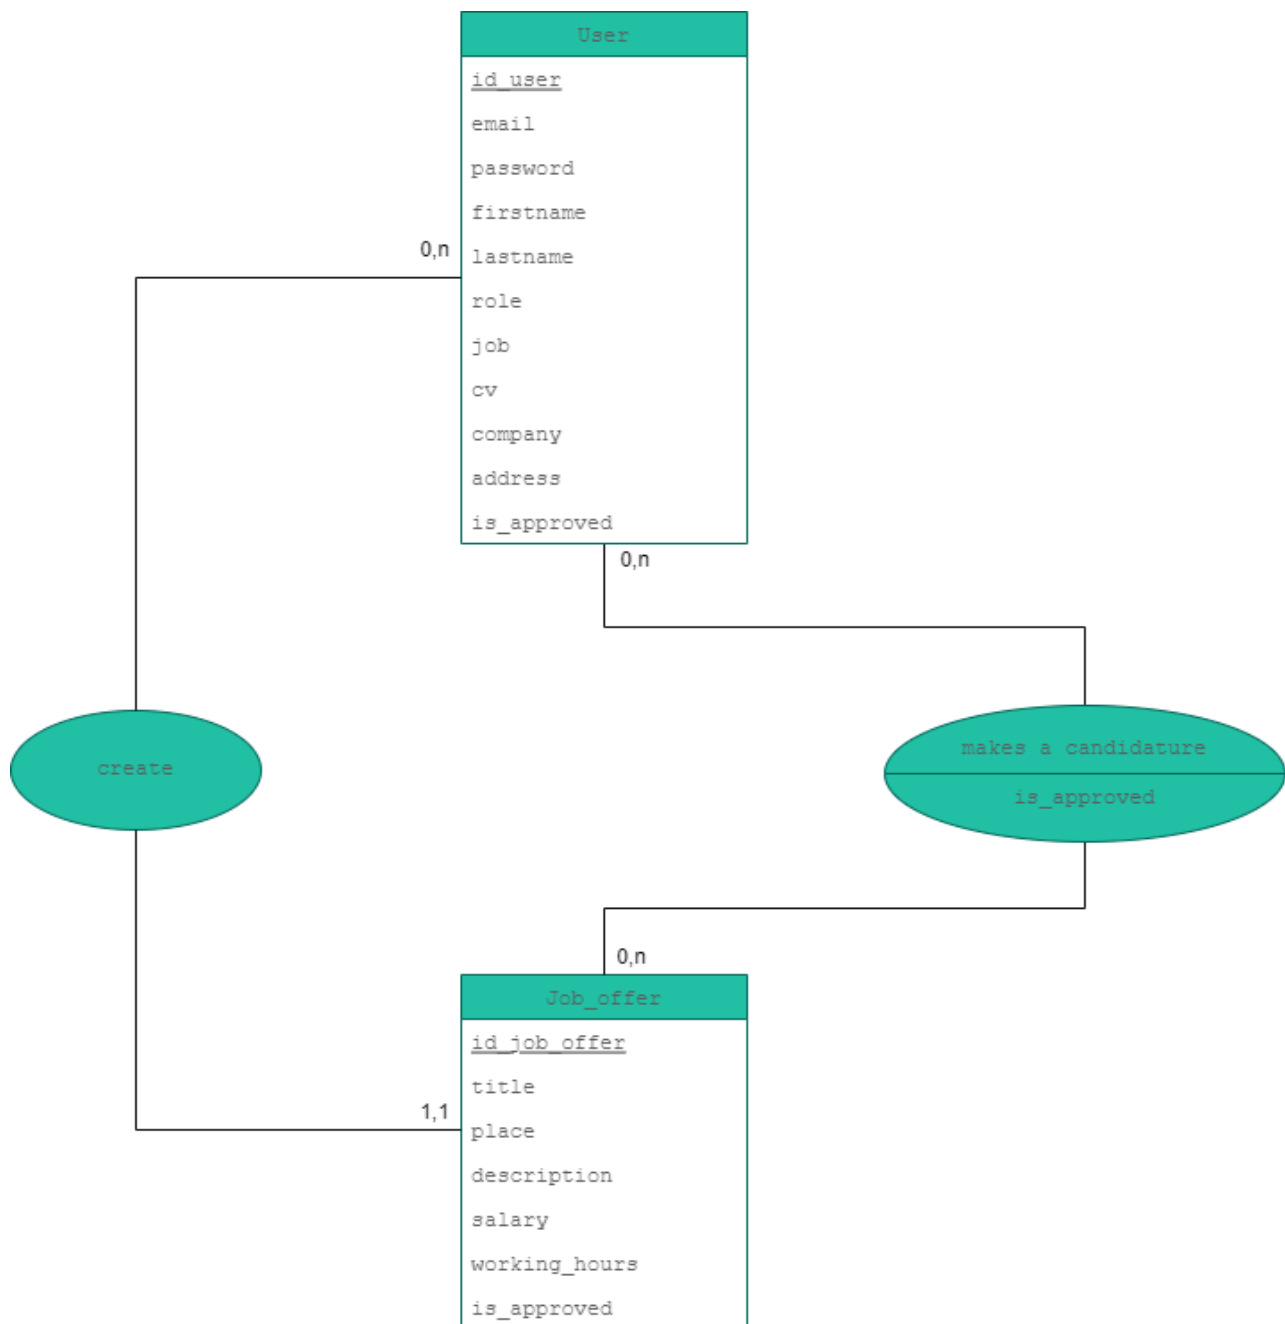 User
id_user
email
password
firstname
0,n
lastname
role
job
cv
company
address
is_approved
0,n
create
makes a candidature
is_approved
0,n
Job_offer
id_job_offer
title
1,1
place
description
salary
working_hours
is_approved